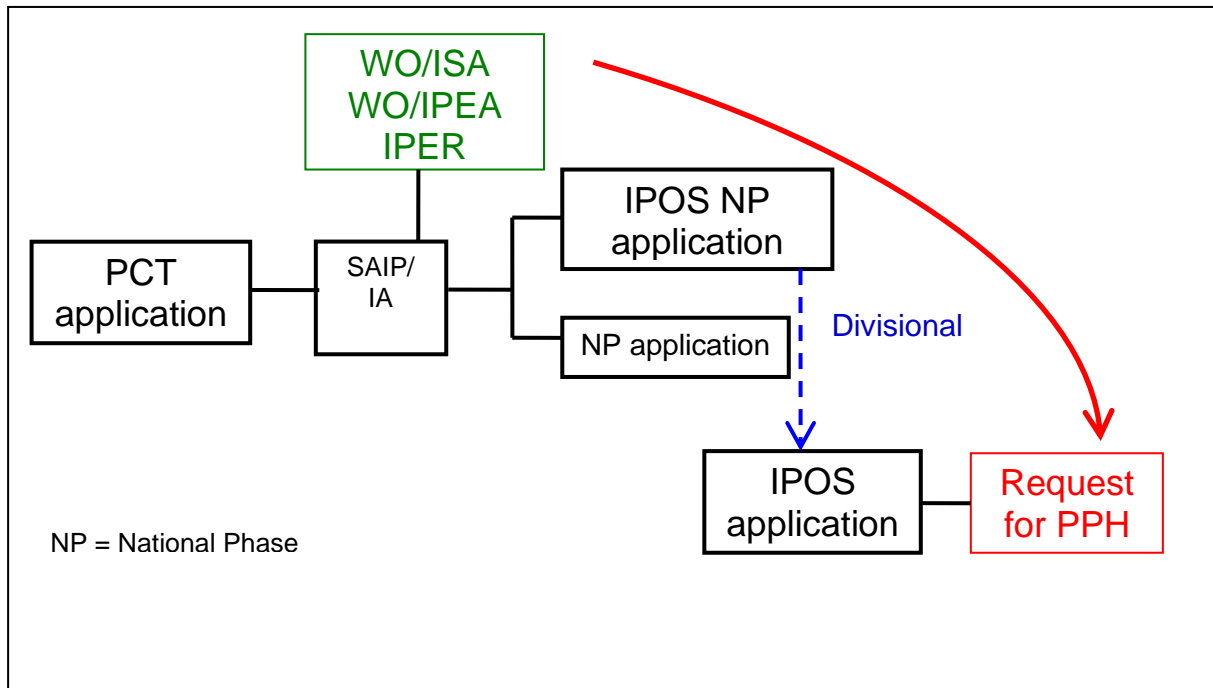 WO/ISA
WO/IPEA
IPER
IPOS NP
application
PCT
application
SAIP/
IA
NP application
Divisional
IPOS
application
Request
for PPH
NP = National Phase